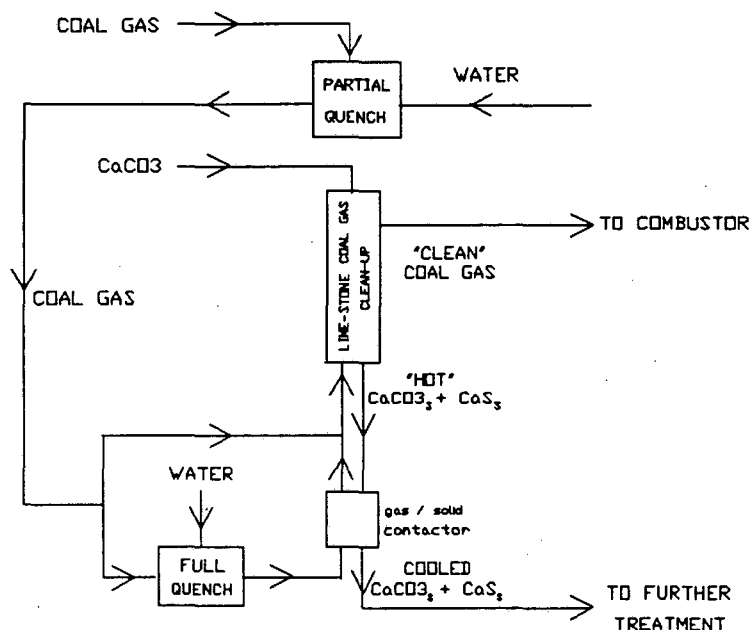 COAL GAS
PARTIAL
QUENCH
WATER
CaCO3
LIME-STONE COAL GAS
CLEAN-UP
TO COMBUSTOR
"CLEAN"
COAL GAS
COAL GAS
"HOT"
CaCO3s + CaSs
WATER
gas / solid
contactor
FULL
QUENCH
COOLED
CaCO3s + CaSs
TO FURTHER
TREATMENT